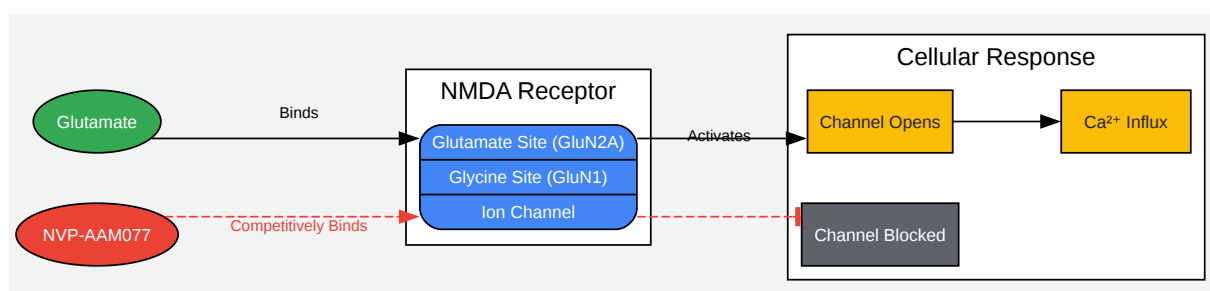 Cellular Response
NMDA Receptor
Glutamate
Binds
Glutamate Site (GluN2A)
Glycine Site (GluN1)
Ion Channel
Activates
Channel Opens
Ca²⁺ Influx
NVP-AAM077
Competitively Binds
Channel Blocked